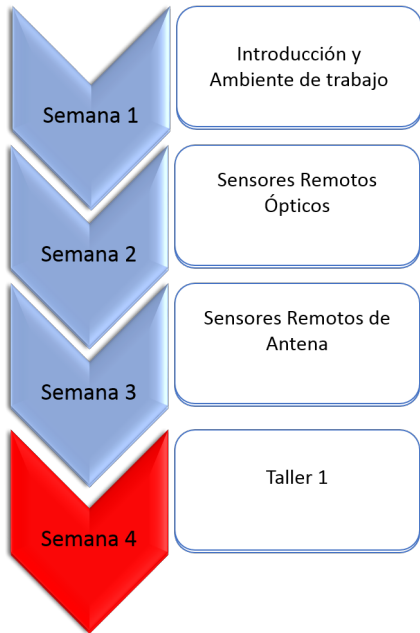 Semana 1
Introducción y
Ambiente de trabajo
Semana 2
Sensores Remotos
Ópticos
Semana 3
Sensores Remotos de
Antena
Semana 4
Taller 1